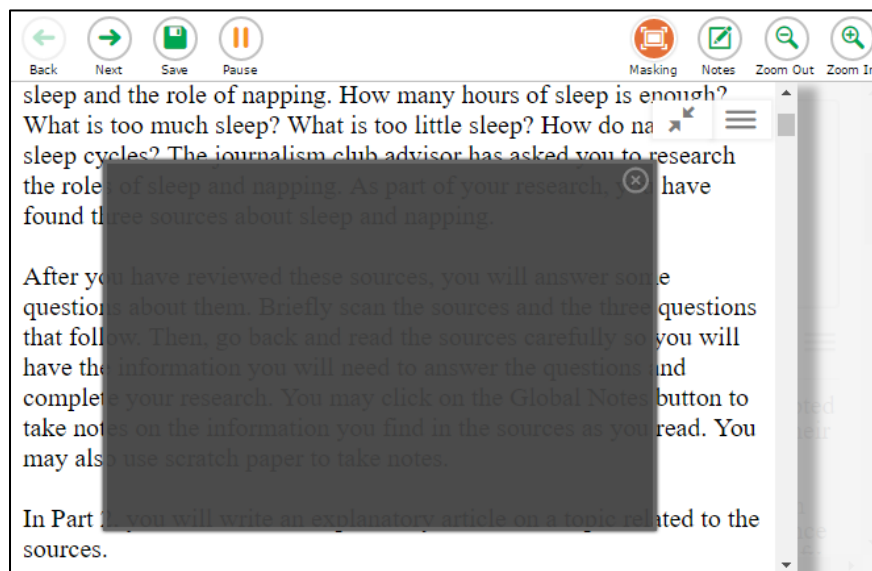 Back Next Save Pause Masking Notes Zoom Out Zoom In
sleep and the role of napping. How many hours of sleep is enough?
What is too much sleep? What is too little sleep? How do na
sleep cycles? The journalism club advisor has asked you to research
the roles of sleep and napping. As part of your research, you have
found three sources about sleep and napping.
After you have reviewed these sources, you will answer some
questions about them. Briefly scan the sources and the three questions
that follow. Then, go back and read the sources carefully so you will
have the information you will need to answer the questions and
complete your research. You may click on the Global Notes button to
take notes on the information you find in the sources as you read. You
may also use scratch paper to take notes.
In Part 2, you will write an explanatory article on a topic related to the
sources.